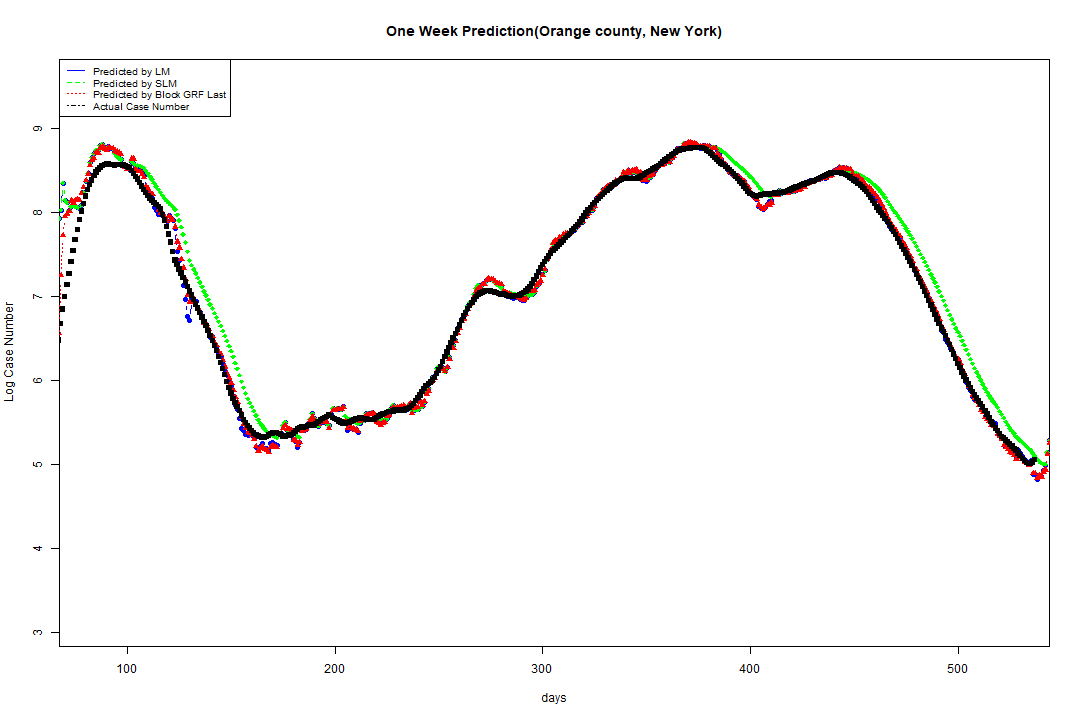 One Week Prediction(Orange county, New York)
Predicted by LM
Predicted by SLM
Predicted by Block GRF Last
Actual Case Number
9
8
7
6
5
4
3
Log Case Number
100 200 300 400 500
days